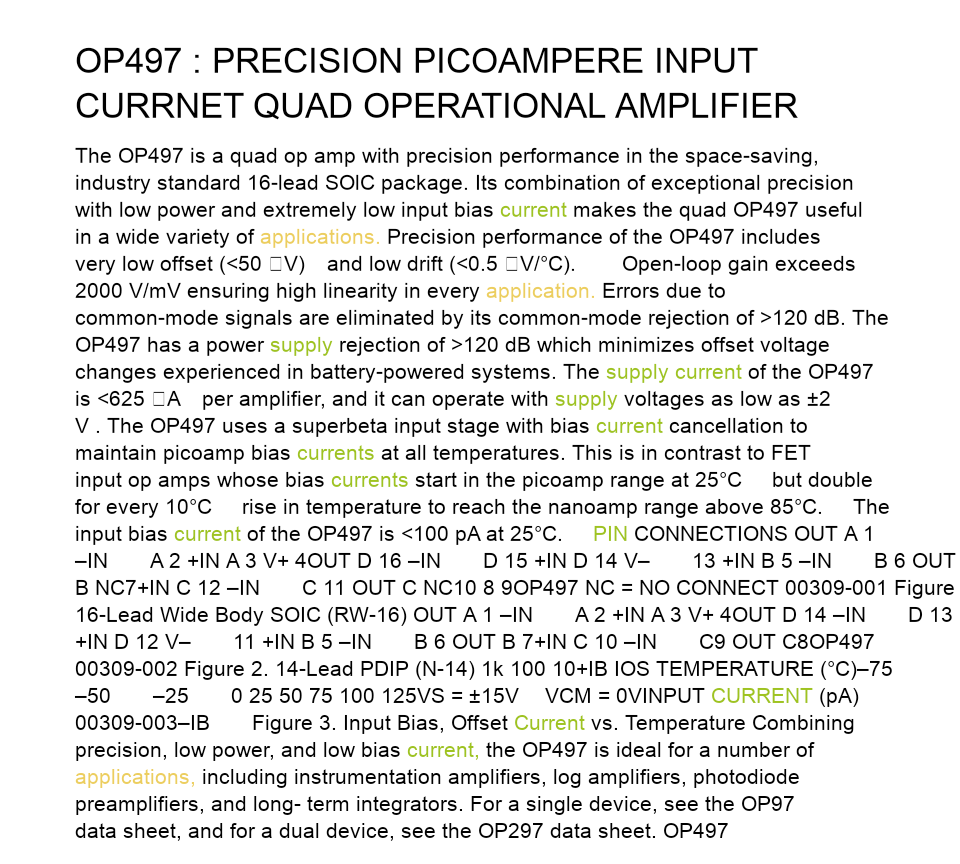 OP497 : PRECISION PICOAMPERE INPUT
CURRNET QUAD OPERATIONAL AMPLIFIER
The OP497 is a quad op amp with precision performance in the space-saving,
industry standard 16-lead SOIC package. Its combination of exceptional precision
with low power and extremely low input bias current makes the quad OP497 useful
in a wide variety of applications. Precision performance of the OP497 includes
very low offset (<50 □V) and low drift (<0.5 □V/°C). Open-loop gain exceeds
2000 V/mV ensuring high linearity in every application. Errors due to
common-mode signals are eliminated by its common-mode rejection of >120 dB. The
OP497 has a power supply rejection of >120 dB which minimizes offset voltage
changes experienced in battery-powered systems. The supply current of the OP497
is <625 □A per amplifier, and it can operate with supply voltages as low as ±2
V . The OP497 uses a superbeta input stage with bias current cancellation to
maintain picoamp bias currents at all temperatures. This is in contrast to FET
input op amps whose bias currents start in the picoamp range at 25°C but double
for every 10°C rise in temperature to reach the nanoamp range above 85°C. The
input bias current of the OP497 is <100 pA at 25°C. PIN CONNECTIONS OUT A 1
–IN A 2 +IN A 3 V+ 4OUT D 16 –IN D 15 +IN D 14 V– 13 +IN B 5 –IN B 6 OUT
B NC7+IN C 12 –IN C 11 OUT C NC10 8 9OP497 NC = NO CONNECT 00309-001 Figure
16-Lead Wide Body SOIC (RW-16) OUT A 1 –IN A 2 +IN A 3 V+ 4OUT D 14 –IN D 13
+IN D 12 V– 11 +IN B 5 –IN B 6 OUT B 7+IN C 10 –IN C9 OUT C8OP497
00309-002 Figure 2. 14-Lead PDIP (N-14) 1k 100 10+IB IOS TEMPERATURE (°C)–75
–50 –25 0 25 50 75 100 125VS = ±15V VCM = 0VINPUT CURRENT (pA)
00309-003–IB Figure 3. Input Bias, Offset Current vs. Temperature Combining
precision, low power, and low bias current, the OP497 is ideal for a number of
applications, including instrumentation amplifiers, log amplifiers, photodiode
preamplifiers, and long- term integrators. For a single device, see the OP97
data sheet, and for a dual device, see the OP297 data sheet. OP497